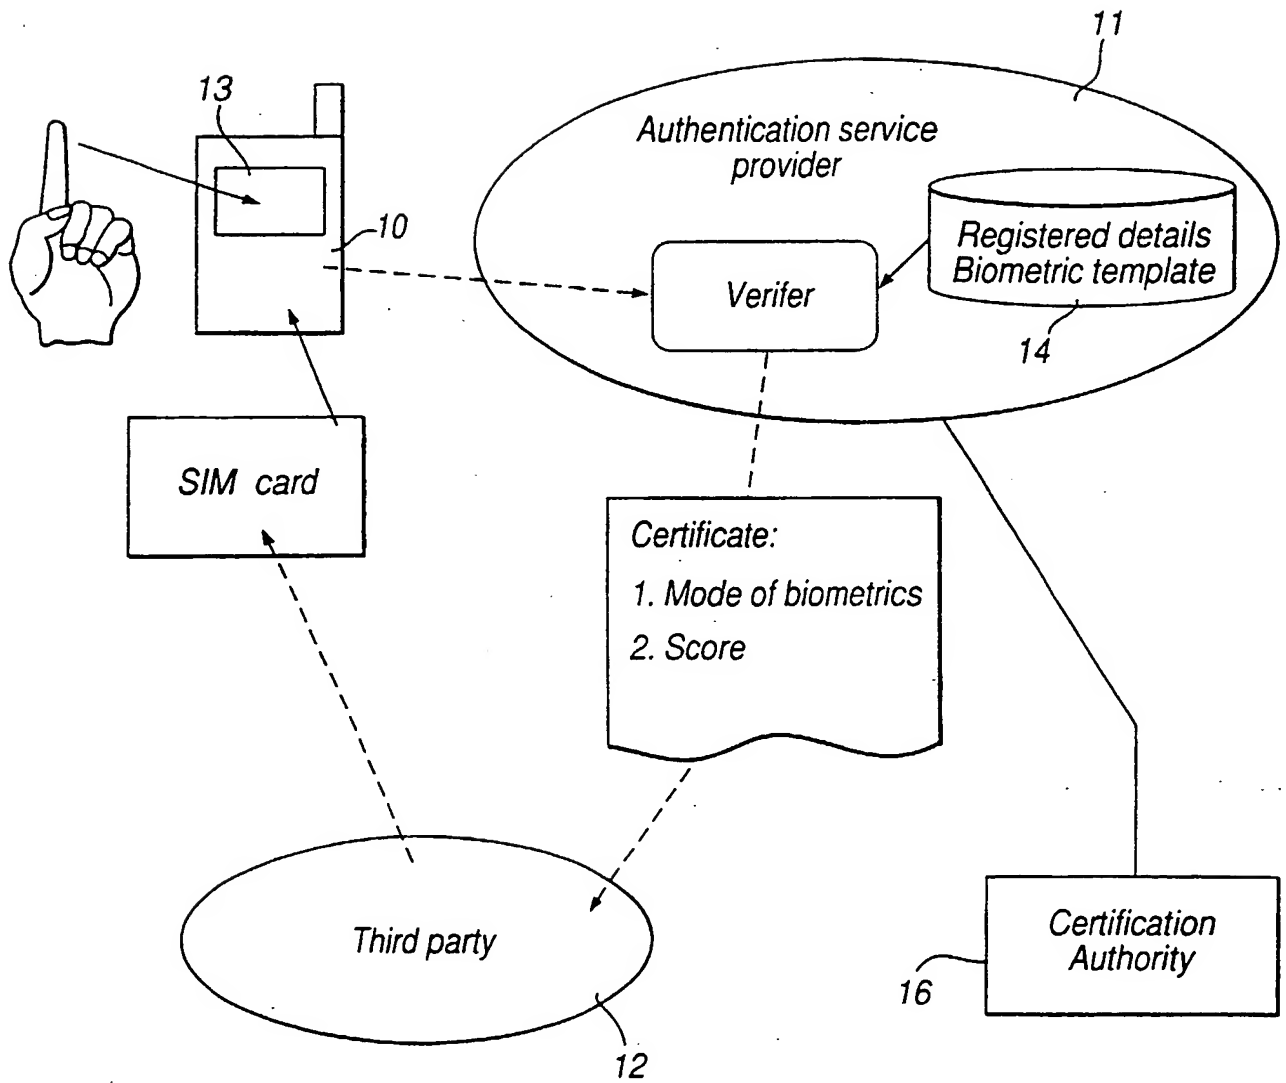 11
13
Authentication service
provider
10
Registered details
Biometric template
Verifer
14
SIM card
Certificate:
1. Mode of biometrics
2. Score
Third party
Certification
Authority
16
12